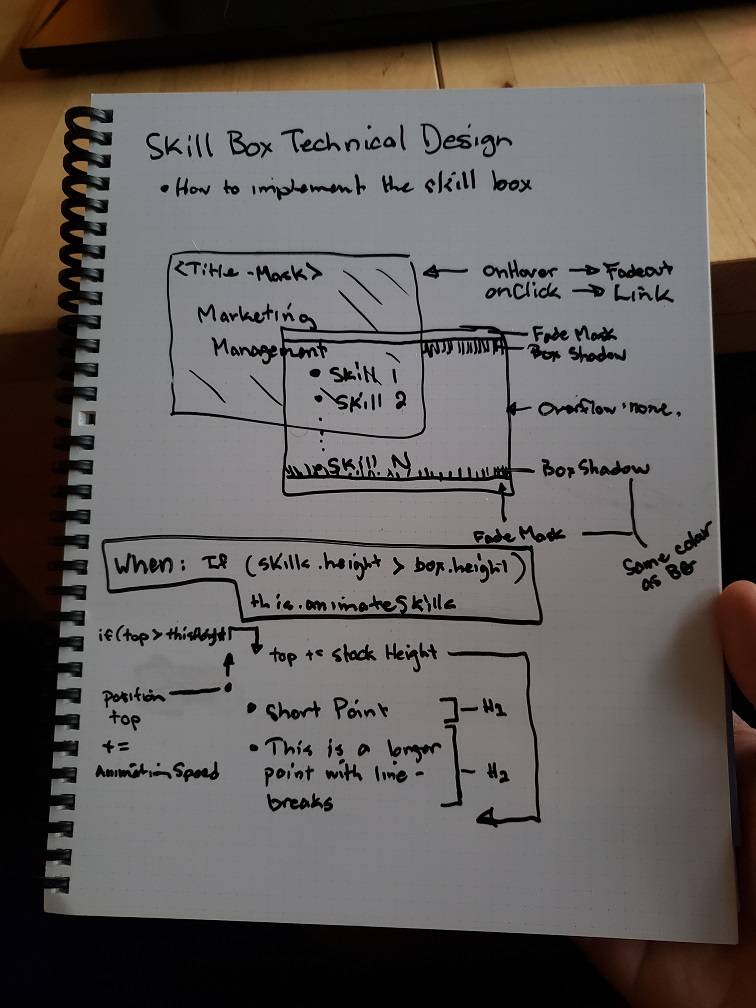 Skill Box Technical Design
• How to implement the skill box
<Title-Mask>
onHover → Fadeout
onClick → Link
Marketing
Management
Fade Mask
Box Shadow
• Skill 1
• Skill 2
Overflow: none.
• Skill N
Box Shadow
Fade Mask
Same color
as BG
When: If (skills.height > box.height)
this.animateSkills
if (top > this.
top += Stack Height
position
top
+=
Animation Speed
• Short Point
H1
• This is a longer
point with line-
breaks
H2